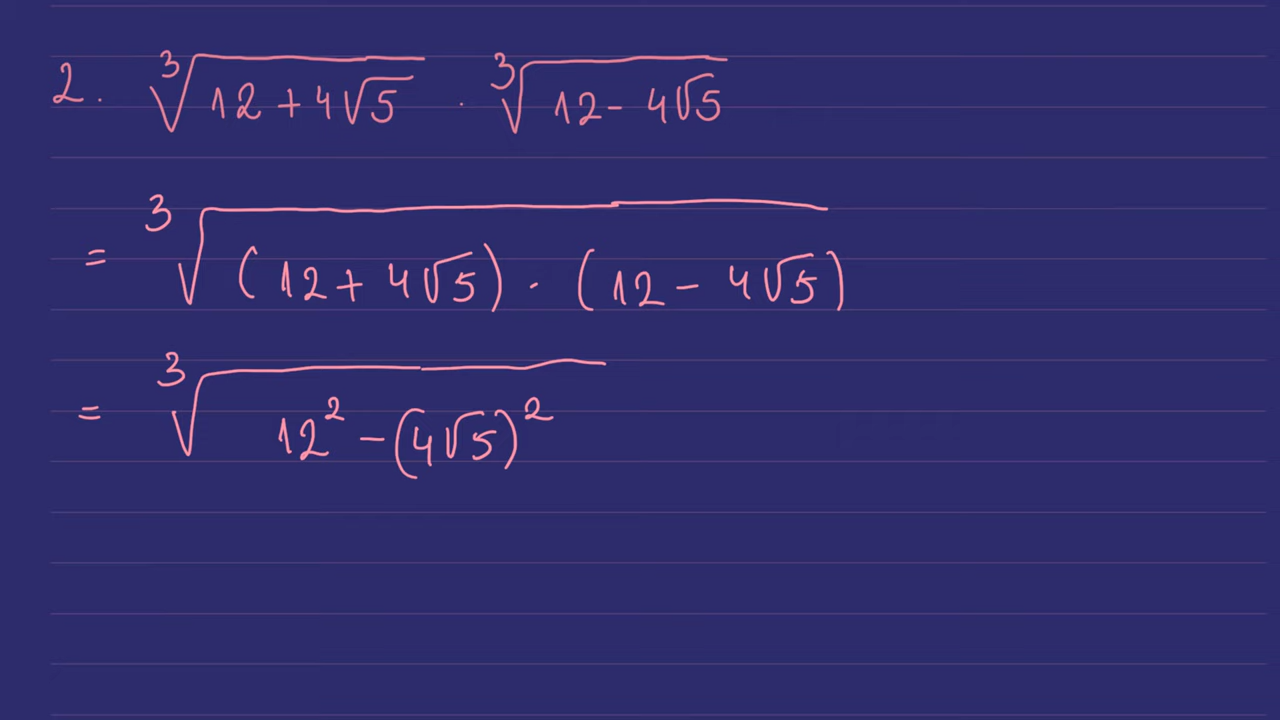 2. ∛(12 + 4√5) · ∛(12 - 4√5)
= ∛((12 + 4√5) · (12 - 4√5))
= ∛(12² - (4√5)²)